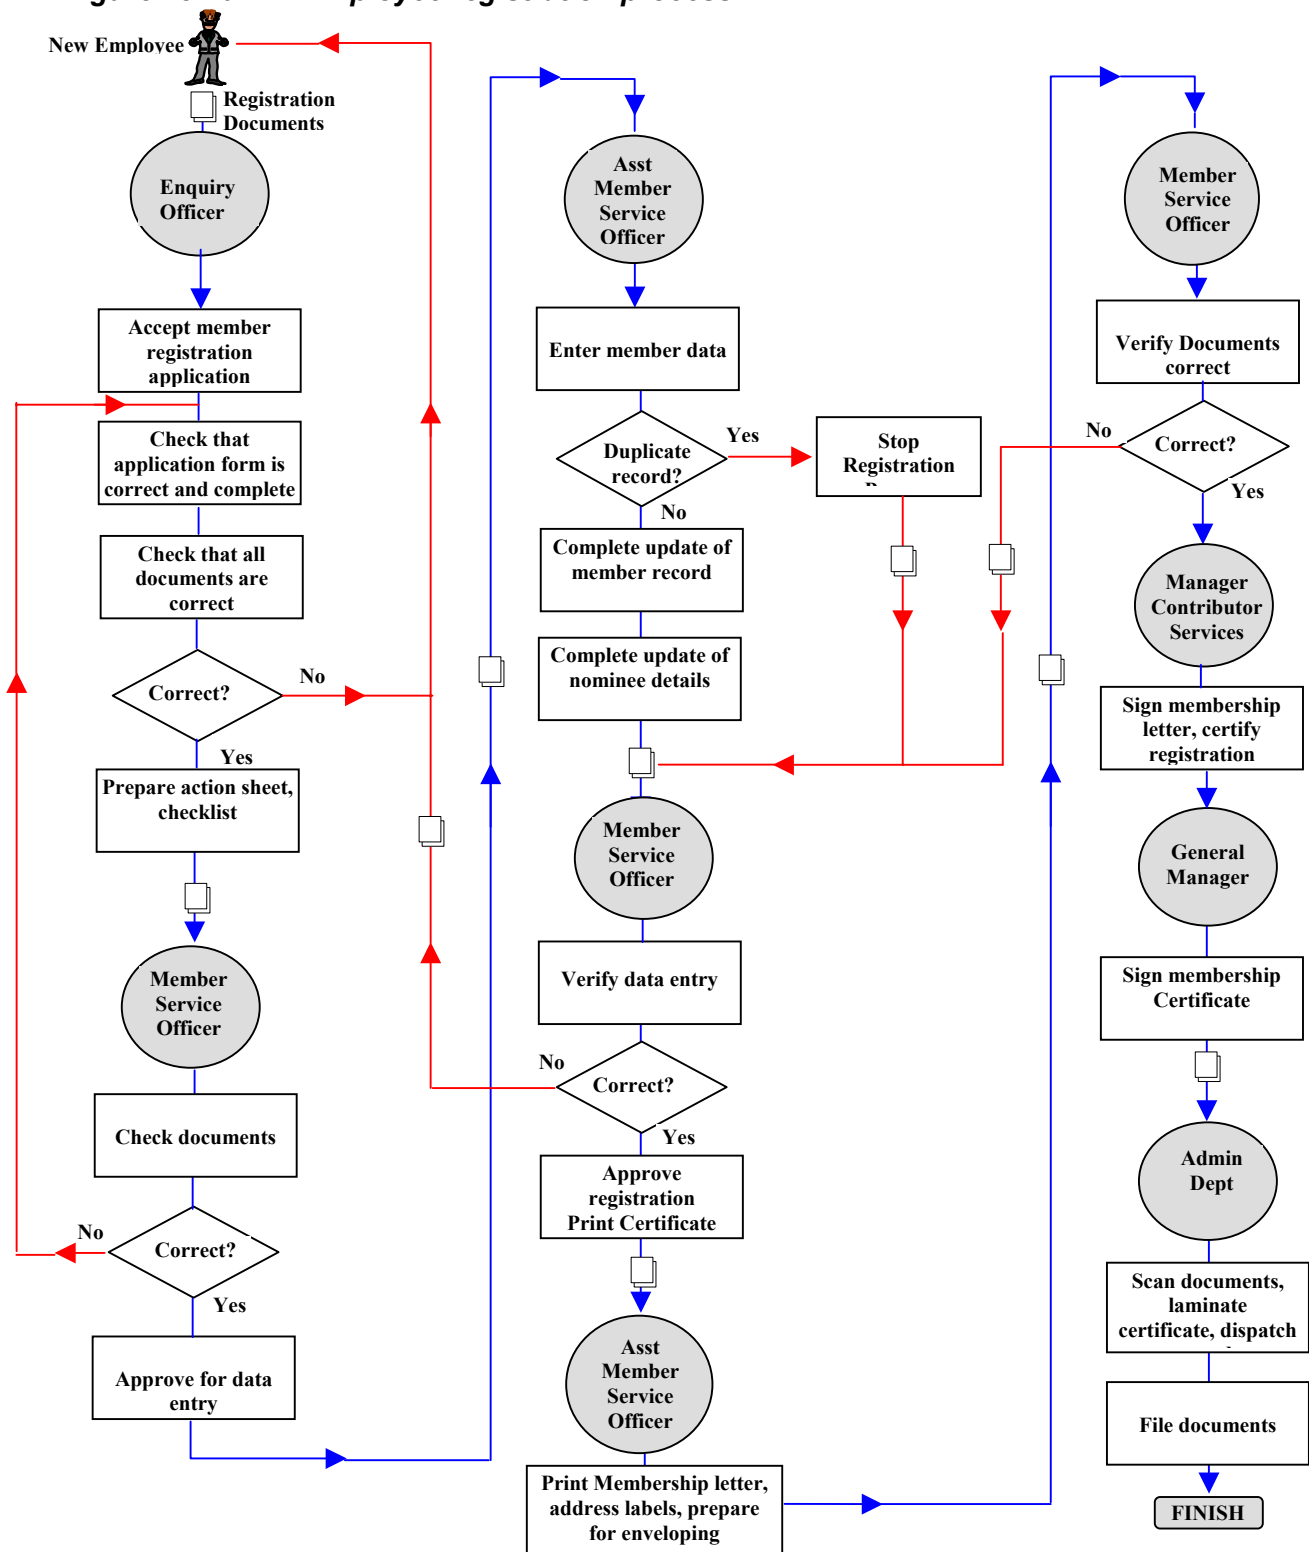 New Employee
Registration
Documents
Enquiry
Officer
Accept member
registration
application
Check that
application form is
correct and complete
Check that all
documents are
correct
Correct?
No
Yes
Prepare action sheet,
checklist
Member
Service
Officer
Check documents
No
Correct?
Yes
Approve for data
entry
Asst
Member
Service
Officer
Enter member data
Duplicate
record?
Yes
Stop
Registration
No
Complete update of
member record
Complete update of
nominee details
Member
Service
Officer
Verify data entry
No
Correct?
Yes
Approve
registration
Print Certificate
Asst
Member
Service
Officer
Print Membership letter,
address labels, prepare
for enveloping
Member
Service
Officer
Verify Documents
correct
No
Correct?
Yes
Manager
Contributor
Services
Sign membership
letter, certify
registration
General
Manager
Sign membership
Certificate
Admin
Dept
Scan documents,
laminate
certificate, dispatch
File documents
FINISH